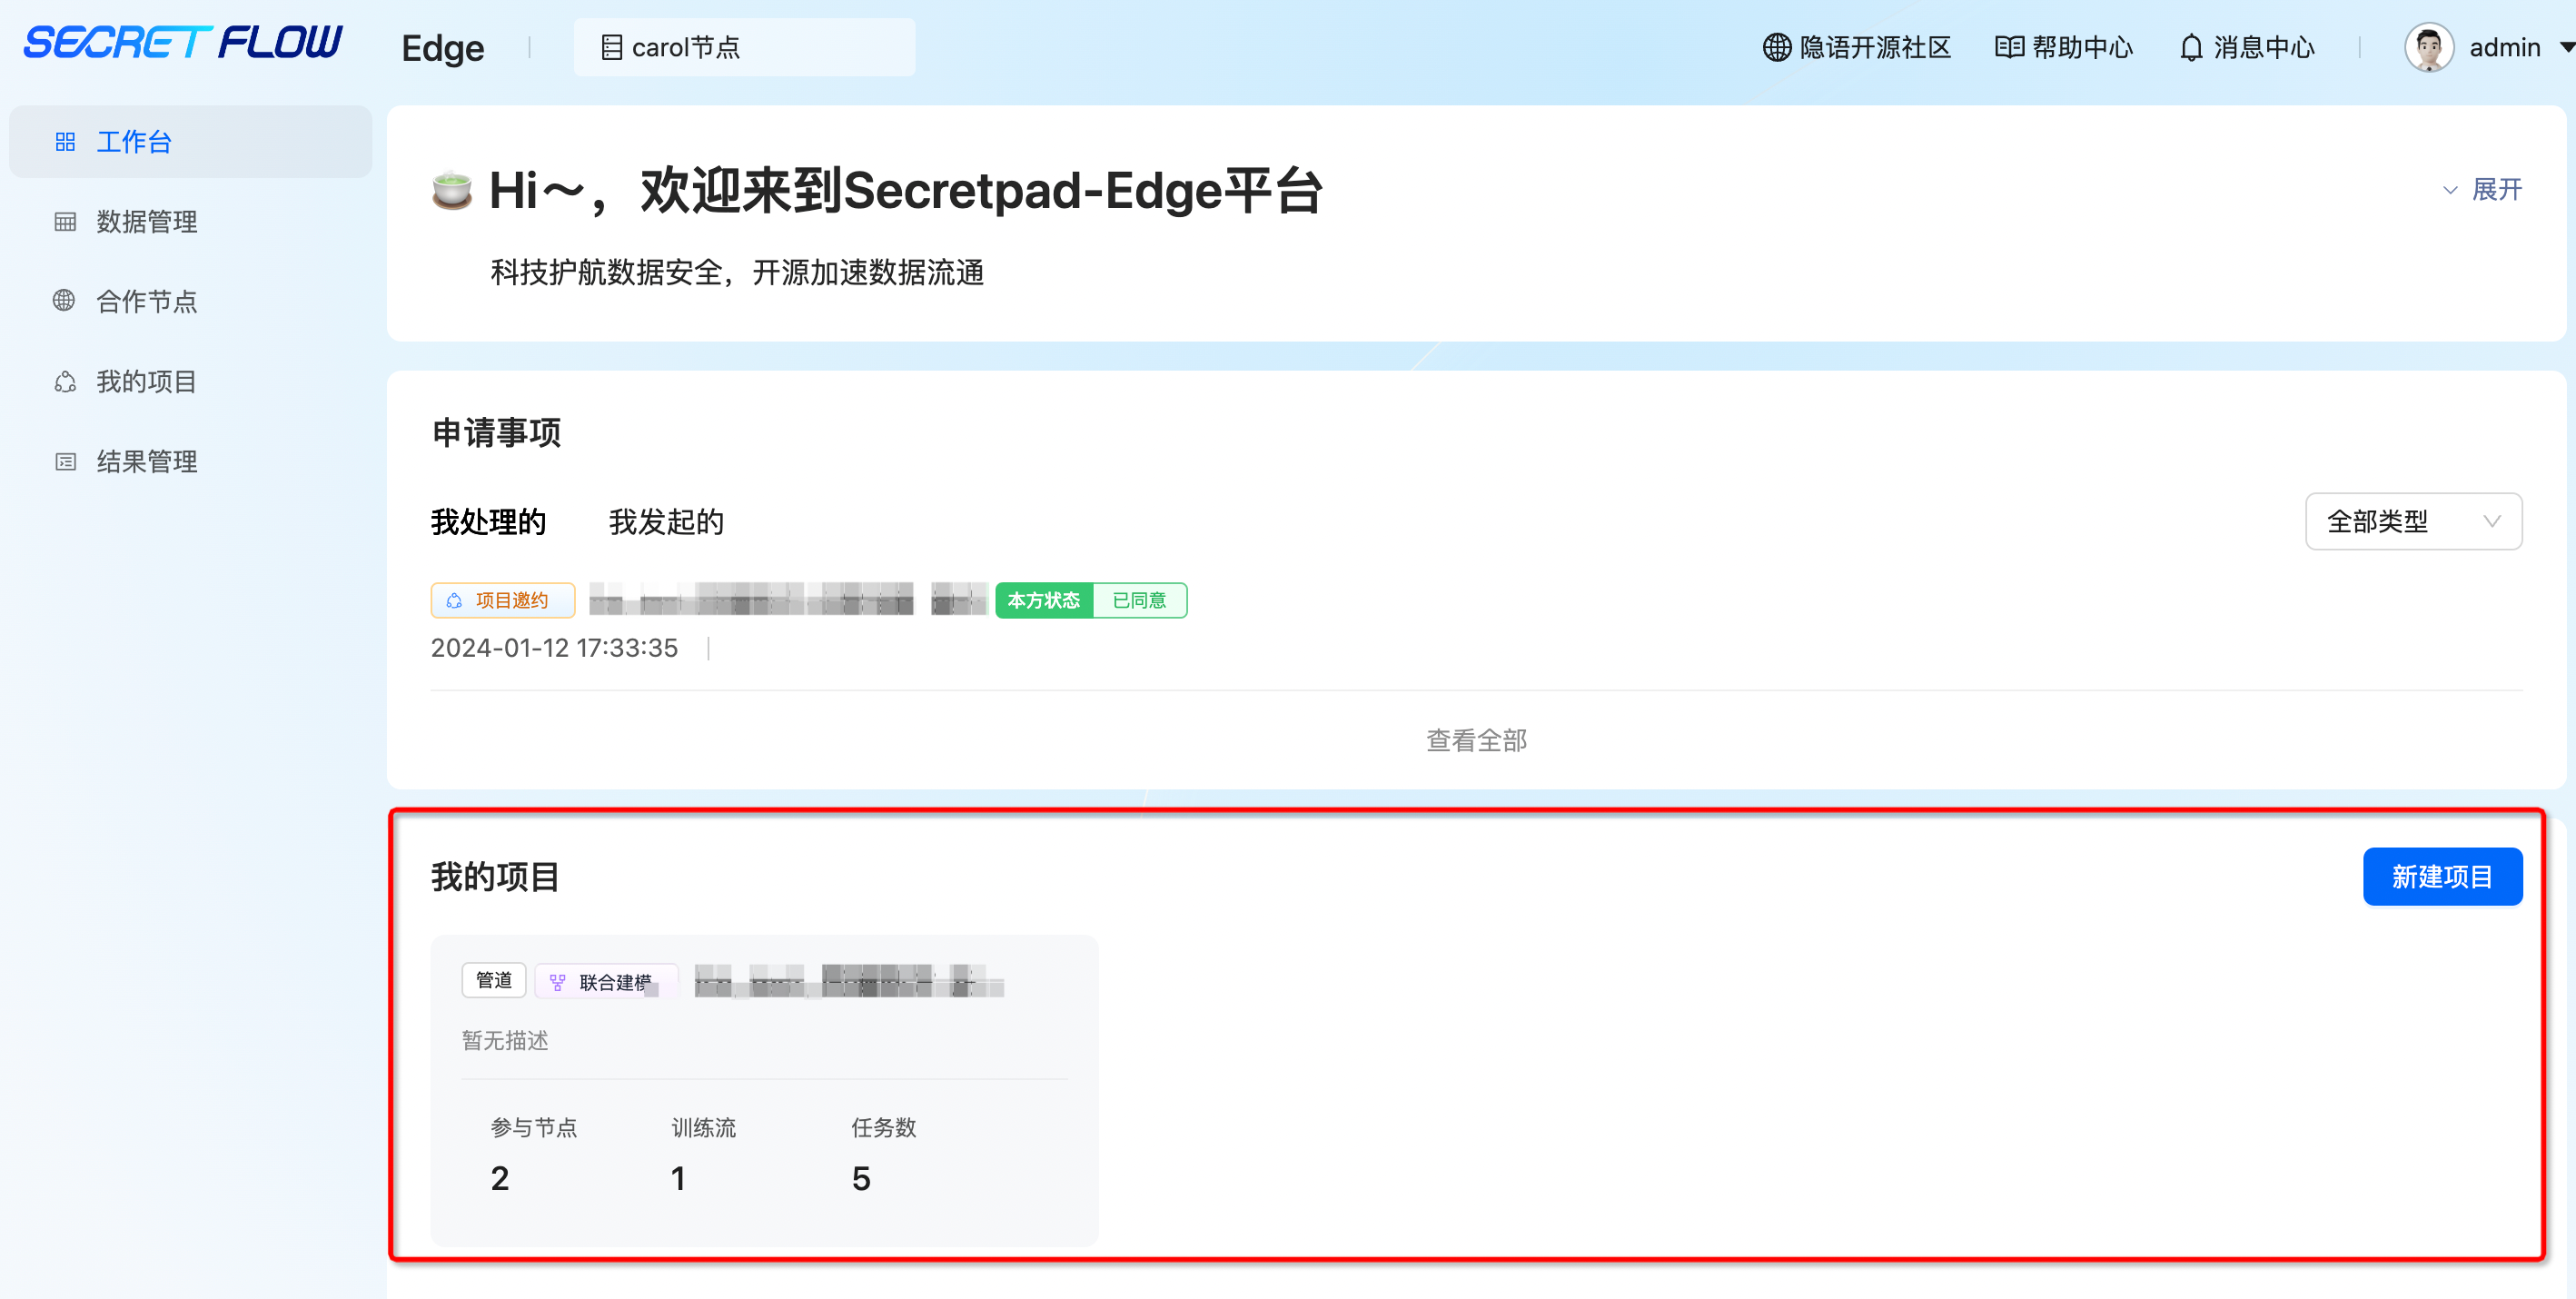 SECRET FLOW
Edge
carol节点
隐语开源社区
帮助中心
消息中心
admin
工作台
数据管理
合作节点
我的项目
结果管理
Hi～，欢迎来到Secretpad-Edge平台
展开
科技护航数据安全，开源加速数据流通
申请事项
我处理的
我发起的
全部类型
项目邀约
本方状态 已同意
2024-01-12 17:33:35
查看全部
我的项目
新建项目
管道
联合建模
暂无描述
参与节点 训练流 任务数
2 1 5